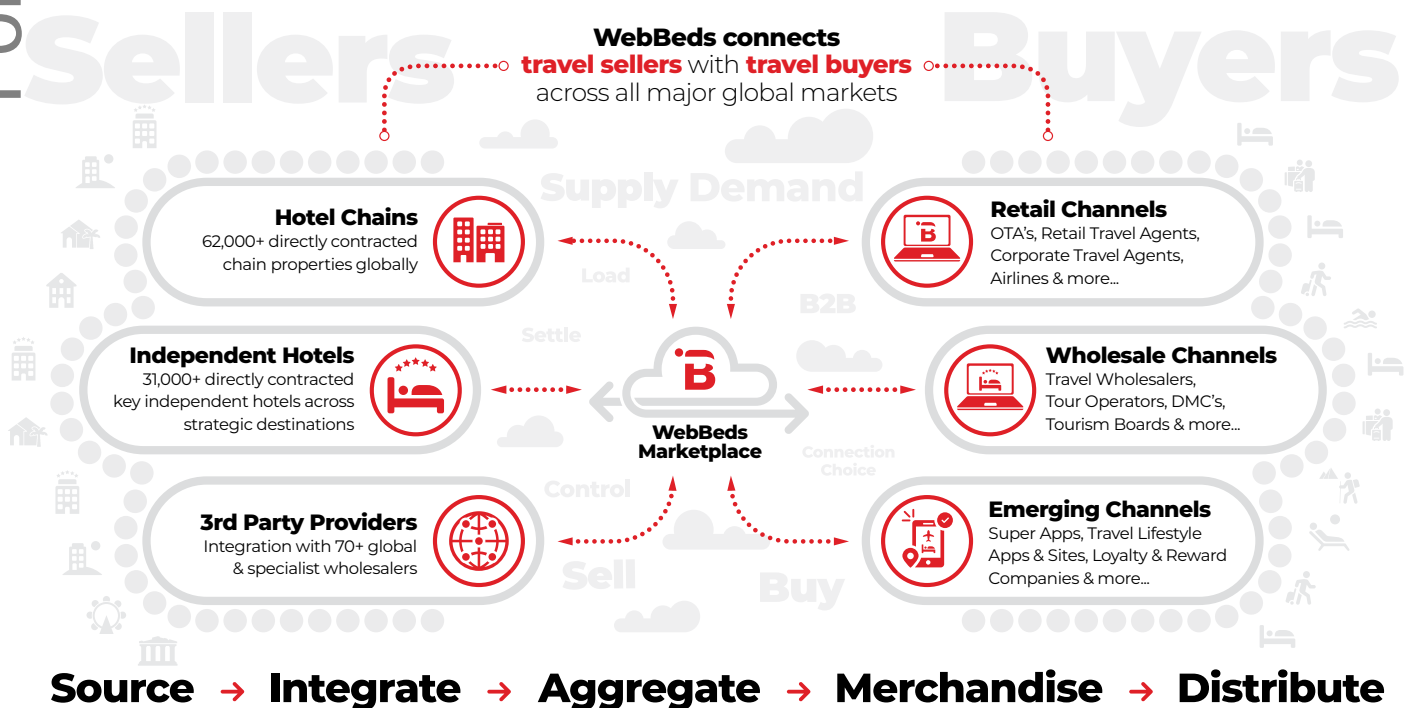 Sellers
Buyers
WebBeds connects
travel sellers with travel buyers
across all major global markets
Supply Demand
Hotel Chains
62,000+ directly contracted
chain properties globally
Retail Channels
OTA's, Retail Travel Agents,
Corporate Travel Agents,
Airlines & more...
Load
B2B
Settle
Independent Hotels
31,000+ directly contracted
key independent hotels across
strategic destinations
B
WebBeds
Marketplace
Wholesale Channels
Travel Wholesalers,
Tour Operators, DMC's,
Tourism Boards & more...
Connection
Choice
Control
3rd Party Providers
Integration with 70+ global
& specialist wholesalers
Emerging Channels
Super Apps, Travel Lifestyle
Apps & Sites, Loyalty & Reward
Companies & more...
Sell
Buy
Source → Integrate → Aggregate → Merchandise → Distribute